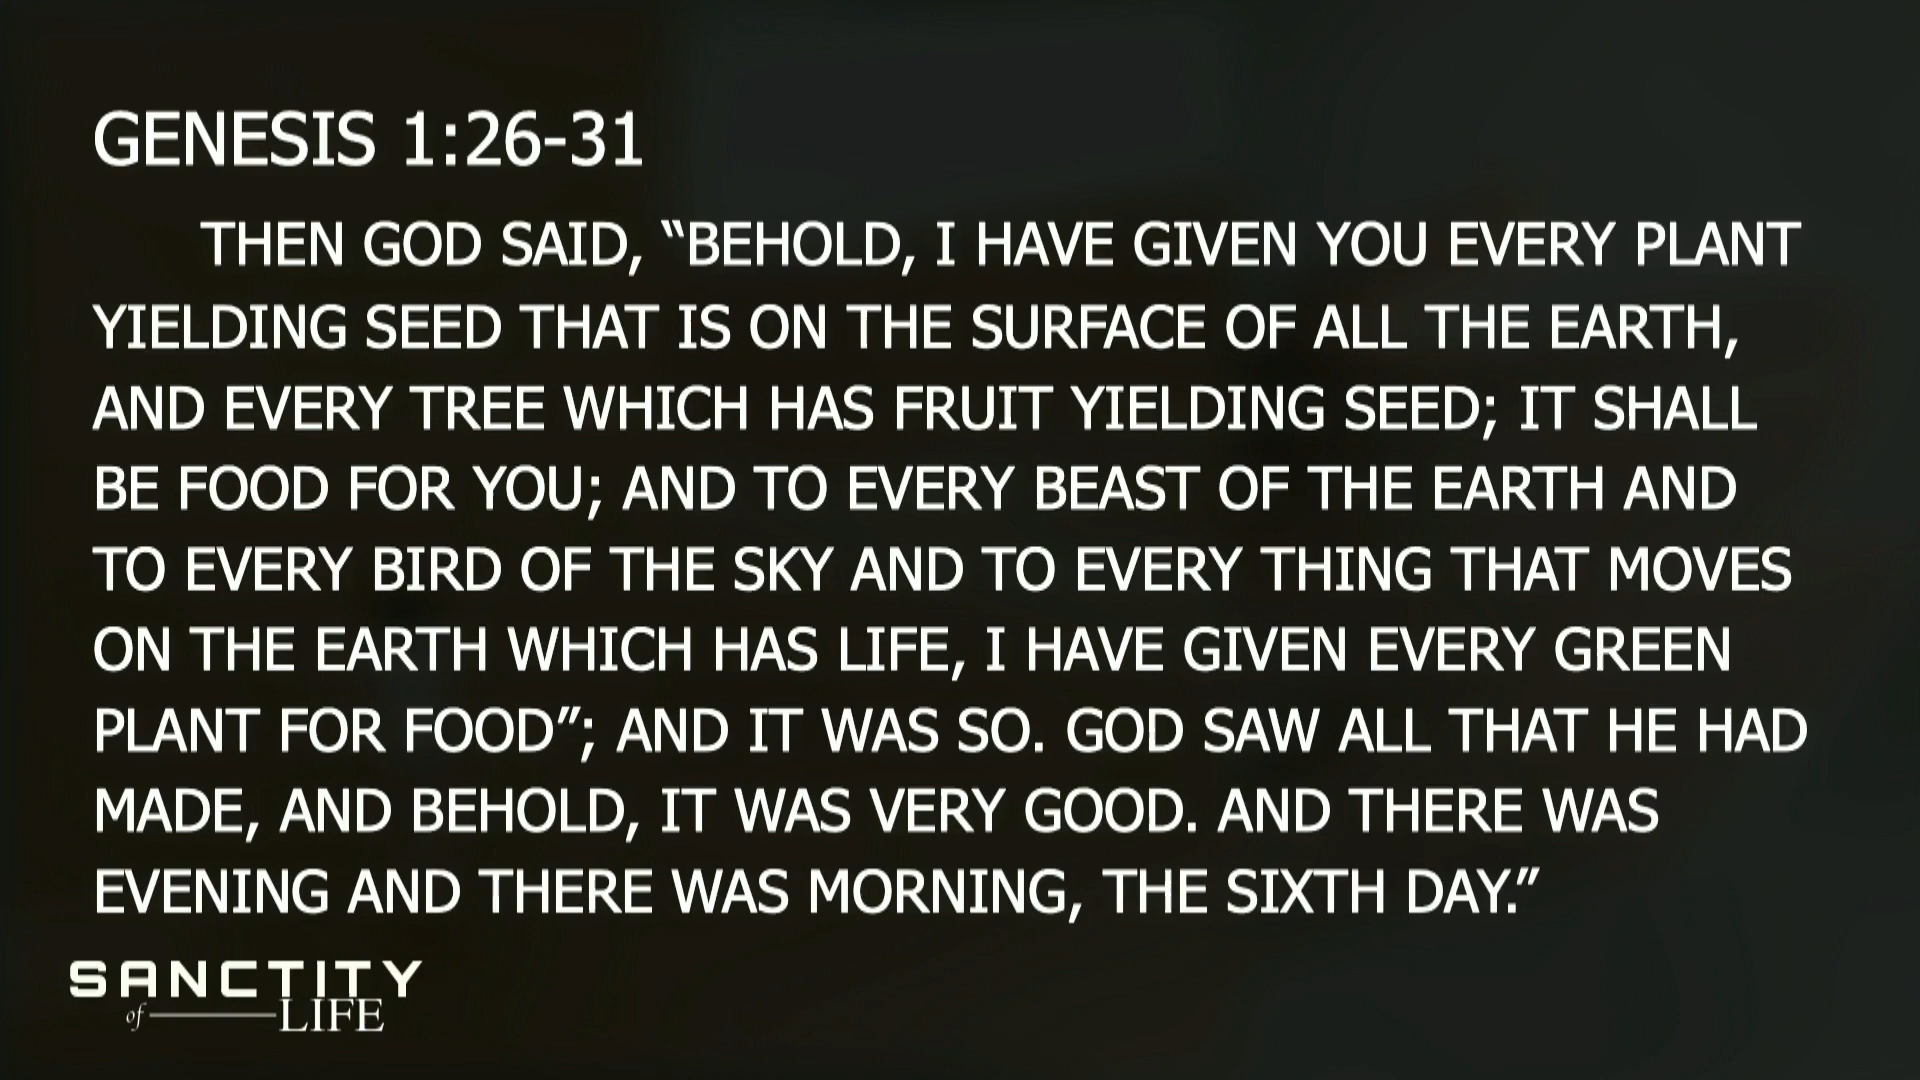 GENESIS 1:26-31
THEN GOD SAID, “BEHOLD, I HAVE GIVEN YOU EVERY PLANT
YIELDING SEED THAT IS ON THE SURFACE OF ALL THE EARTH,
AND EVERY TREE WHICH HAS FRUIT YIELDING SEED; IT SHALL
BE FOOD FOR YOU; AND TO EVERY BEAST OF THE EARTH AND
TO EVERY BIRD OF THE SKY AND TO EVERY THING THAT MOVES
ON THE EARTH WHICH HAS LIFE, I HAVE GIVEN EVERY GREEN
PLANT FOR FOOD”; AND IT WAS SO. GOD SAW ALL THAT HE HAD
MADE, AND BEHOLD, IT WAS VERY GOOD. AND THERE WAS
EVENING AND THERE WAS MORNING, THE SIXTH DAY.”
SANCTITY
of LIFE